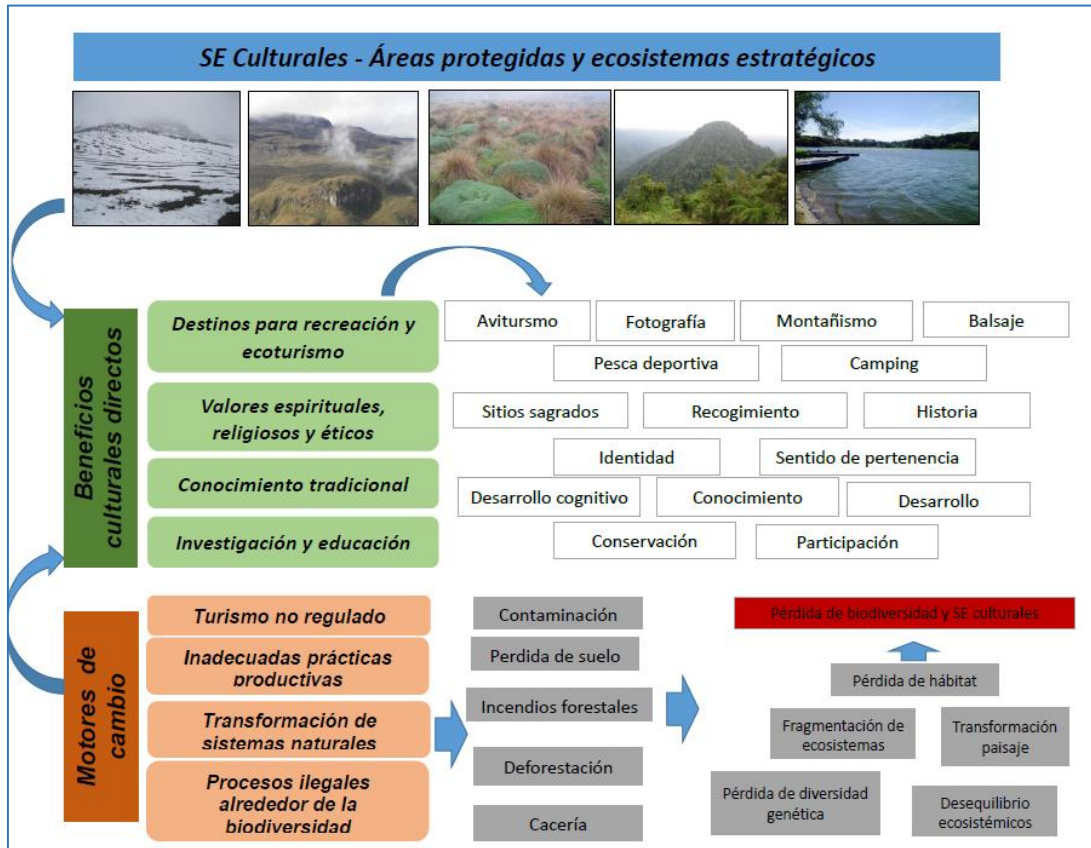 SE Culturales - Áreas protegidas y ecosistemas estratégicos
Beneficios
culturales directos
Destinos para recreación y
ecoturismo
Valores espirituales,
religiosos y éticos
Conocimiento tradicional
Investigación y educación
Avitursmo
Fotografía
Montañismo
Balsaje
Pesca deportiva
Camping
Sitios sagrados
Recogimiento
Historia
Identidad
Sentido de pertenencia
Desarrollo cognitivo
Conocimiento
Desarrollo
Conservación
Participación
Motores de
cambio
Turismo no regulado
Inadecuadas prácticas
productivas
Transformación de
sistemas naturales
Procesos ilegales
alrededor de la
biodiversidad
Contaminación
Perdida de suelo
Incendios forestales
Deforestación
Cacería
Pérdida de biodiversidad y SE culturales
Pérdida de hábitat
Fragmentación de
ecosistemas
Transformación
paisaje
Pérdida de diversidad
genética
Desequilibrio
ecosistémicos